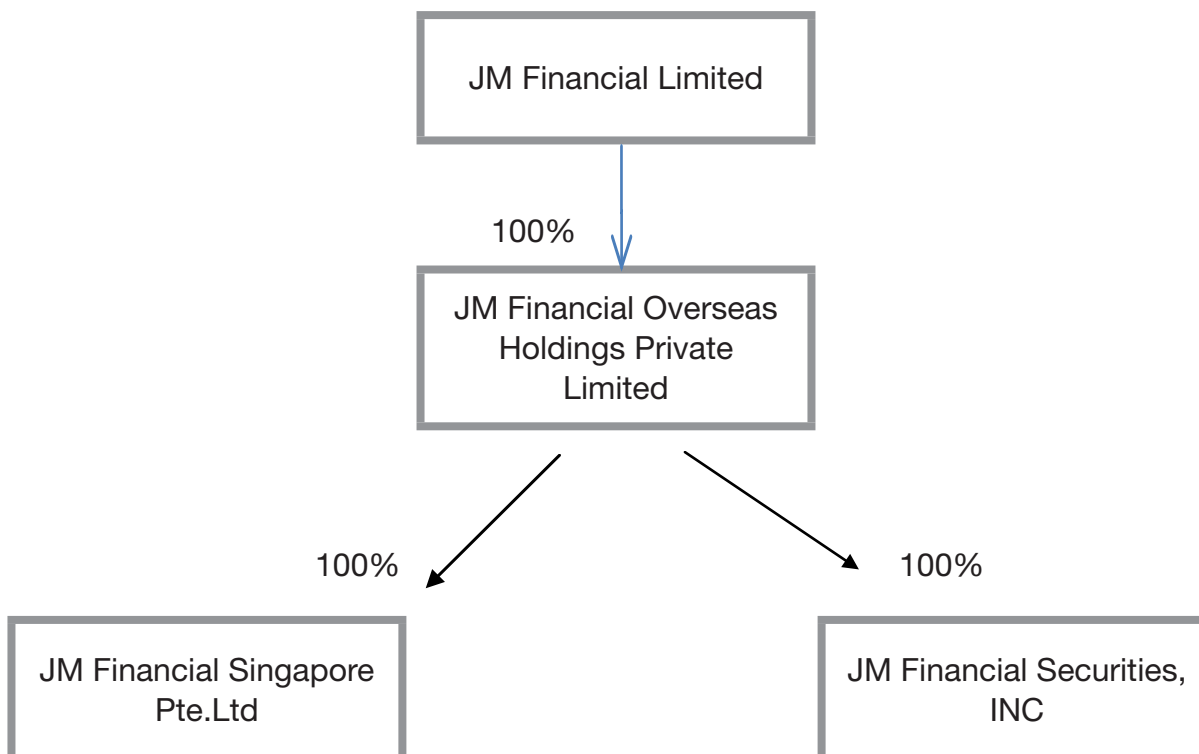 JM Financial Limited
100%
JM Financial Overseas
Holdings Private
Limited
100%
100%
JM Financial Singapore
Pte.Ltd
JM Financial Securities,
INC